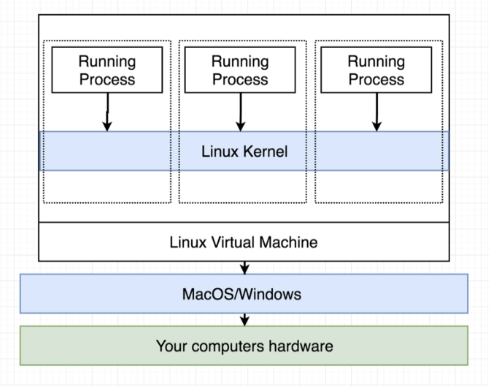 Running
Process
Running
Process
Running
Process
Linux Kernel
Linux Virtual Machine
MacOS/Windows
Your computers hardware